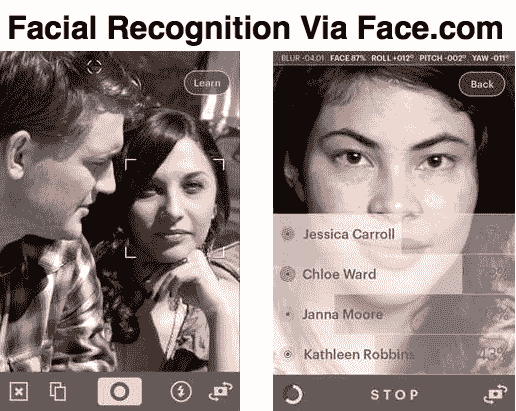 Facial Recognition Via Face.com
Learn
BLUR -04.01 FACE 87% ROLL +012° PITCH -002° YAW -011°
Back
Jessica Carroll
Chloe Ward
Janna Moore
Kathleen Robbins
STOP